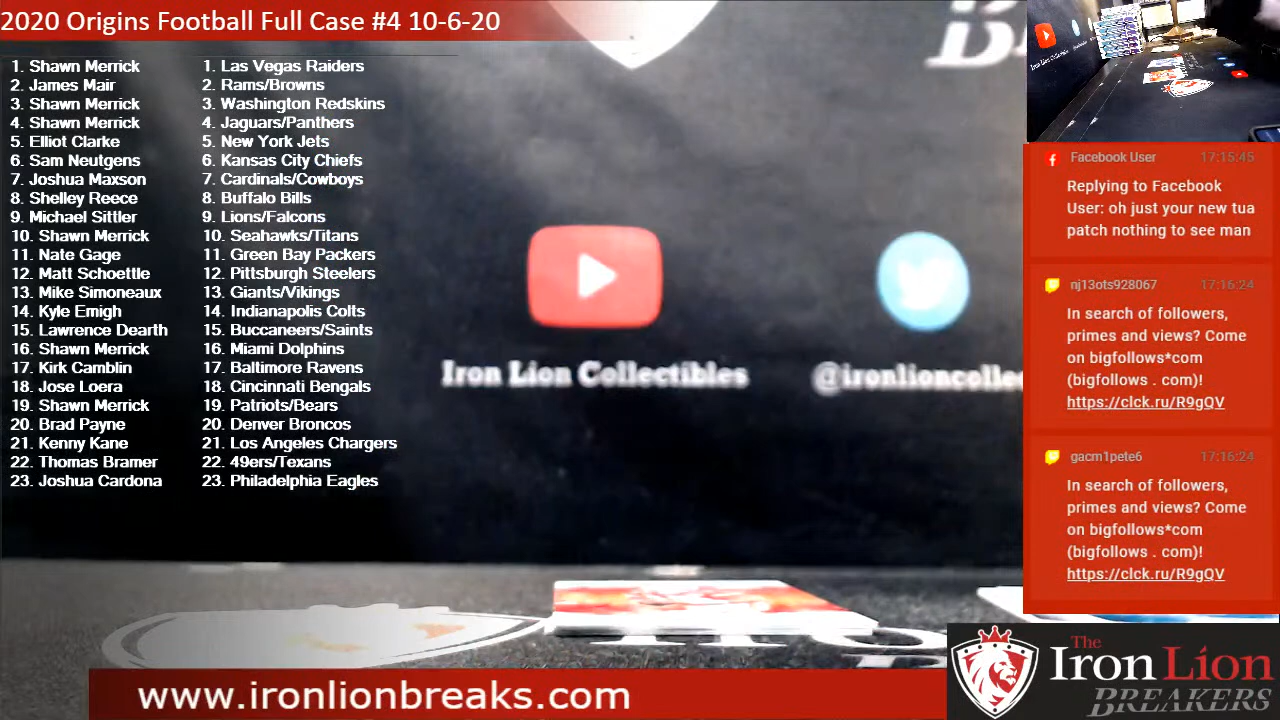 2020 Origins Football Full Case #4 10-6-20
1. Shawn Merrick
2. James Mair
3. Shawn Merrick
4. Shawn Merrick
5. Elliot Clarke
6. Sam Neutgens
7. Joshua Maxson
8. Shelley Reece
9. Michael Sittler
10. Shawn Merrick
11. Nate Gage
12. Matt Schoettle
13. Mike Simoneaux
14. Kyle Emigh
15. Lawrence Dearth
16. Shawn Merrick
17. Kirk Camblin
18. Jose Loera
19. Shawn Merrick
20. Brad Payne
21. Kenny Kane
22. Thomas Bramer
23. Joshua Cardona
1. Las Vegas Raiders
2. Rams/Browns
3. Washington Redskins
4. Jaguars/Panthers
5. New York Jets
6. Kansas City Chiefs
7. Cardinals/Cowboys
8. Buffalo Bills
9. Lions/Falcons
10. Seahawks/Titans
11. Green Bay Packers
12. Pittsburgh Steelers
13. Giants/Vikings
14. Indianapolis Colts
15. Buccaneers/Saints
16. Miami Dolphins
17. Baltimore Ravens
18. Cincinnati Bengals
19. Patriots/Bears
20. Denver Broncos
21. Los Angeles Chargers
22. 49ers/Texans
23. Philadelphia Eagles
Iron Lion Collectibles
@ironlioncolle
Facebook User 17:15:45
Replying to Facebook
User: oh just your new tua
patch nothing to see man
nj13ots928067 17:16:24
In search of followers,
primes and views? Come
on bigfollows*com
(bigfollows . com)!
https://clck.ru/R9gQV
gacm1pete6 17:16:24
In search of followers,
primes and views? Come
on bigfollows*com
(bigfollows . com)!
https://clck.ru/R9gQV
www.ironlionbreaks.com
The
Iron Lion
BREAKERS